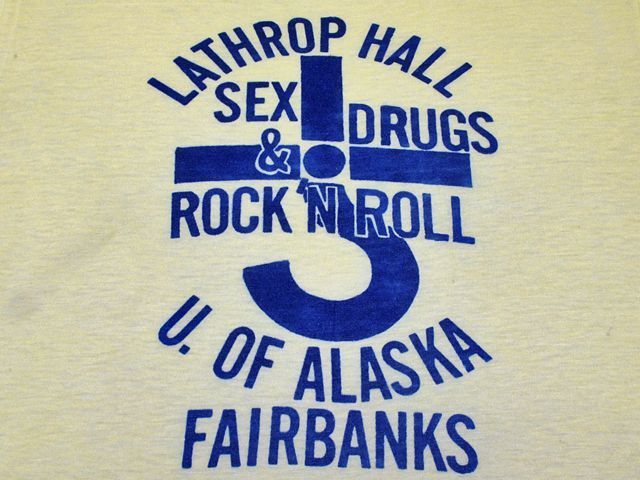 LATHROP HALL
SEX DRUGS
&
ROCK 'N ROLL
U. OF ALASKA
FAIRBANKS